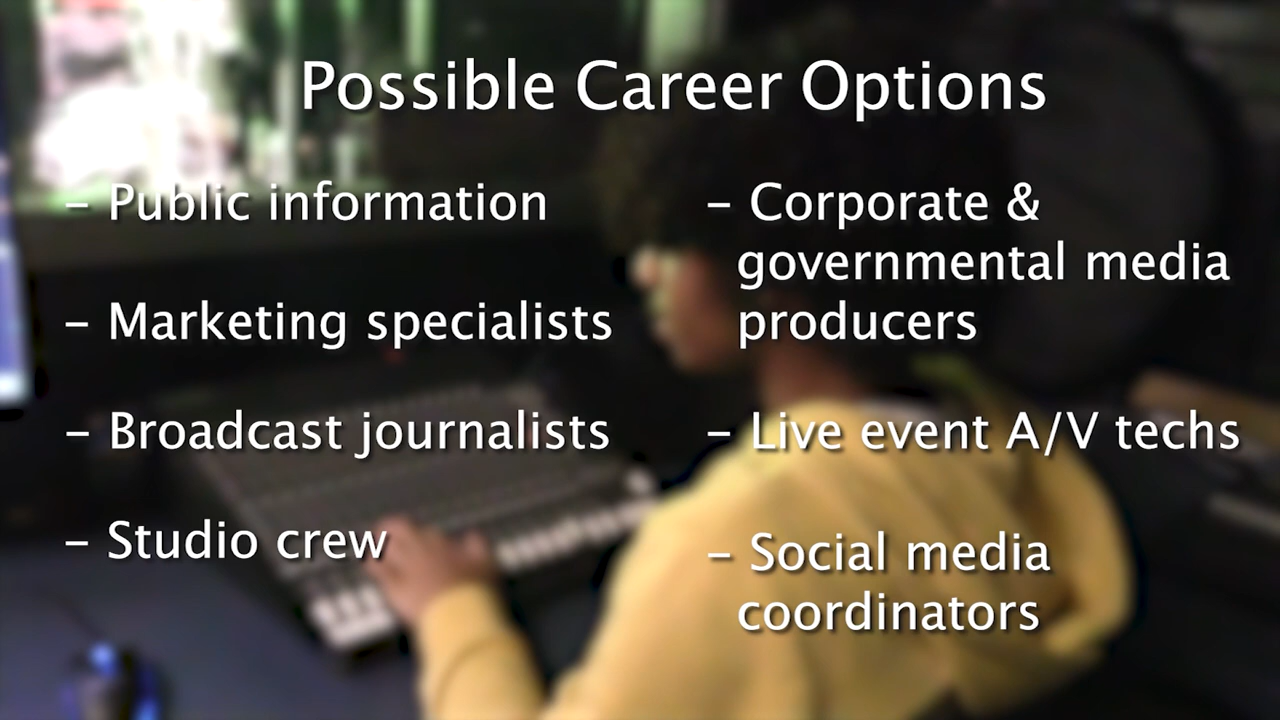 Possible Career Options
– Public information
– Marketing specialists
– Broadcast journalists
– Studio crew
– Corporate &
governmental media
producers
– Live event A/V techs
– Social media
coordinators